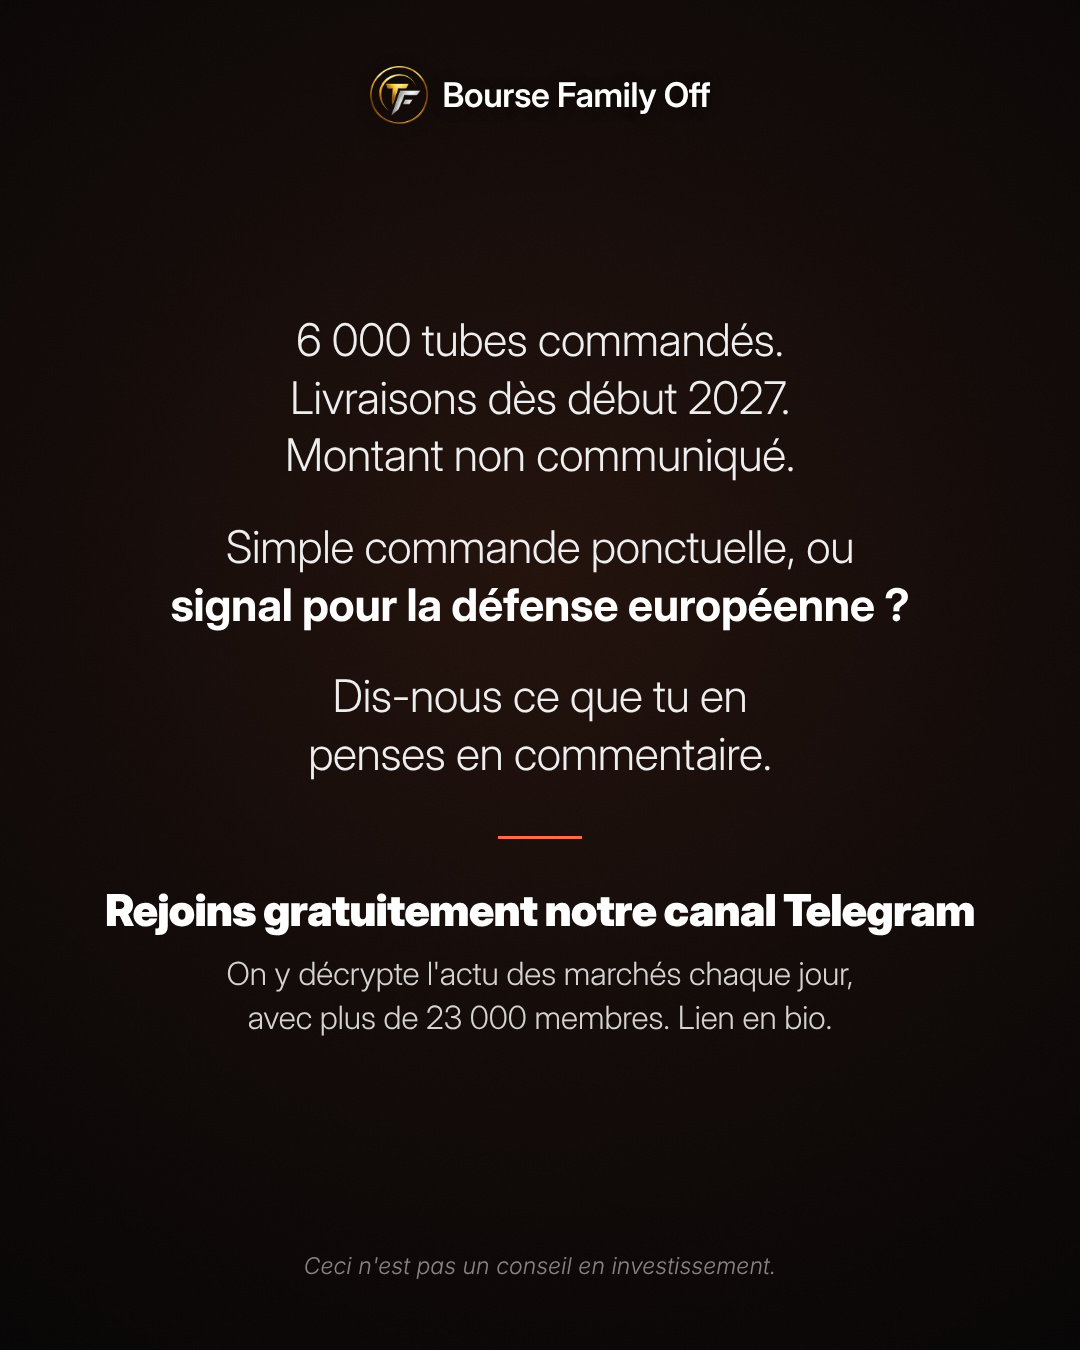 TF Bourse Family Off
6 000 tubes commandés.
Livraisons dès début 2027.
Montant non communiqué.
Simple commande ponctuelle, ou
signal pour la défense européenne ?
Dis-nous ce que tu en
penses en commentaire.
Rejoins gratuitement notre canal Telegram
On y décrypte l'actu des marchés chaque jour,
avec plus de 23 000 membres. Lien en bio.
Ceci n'est pas un conseil en investissement.